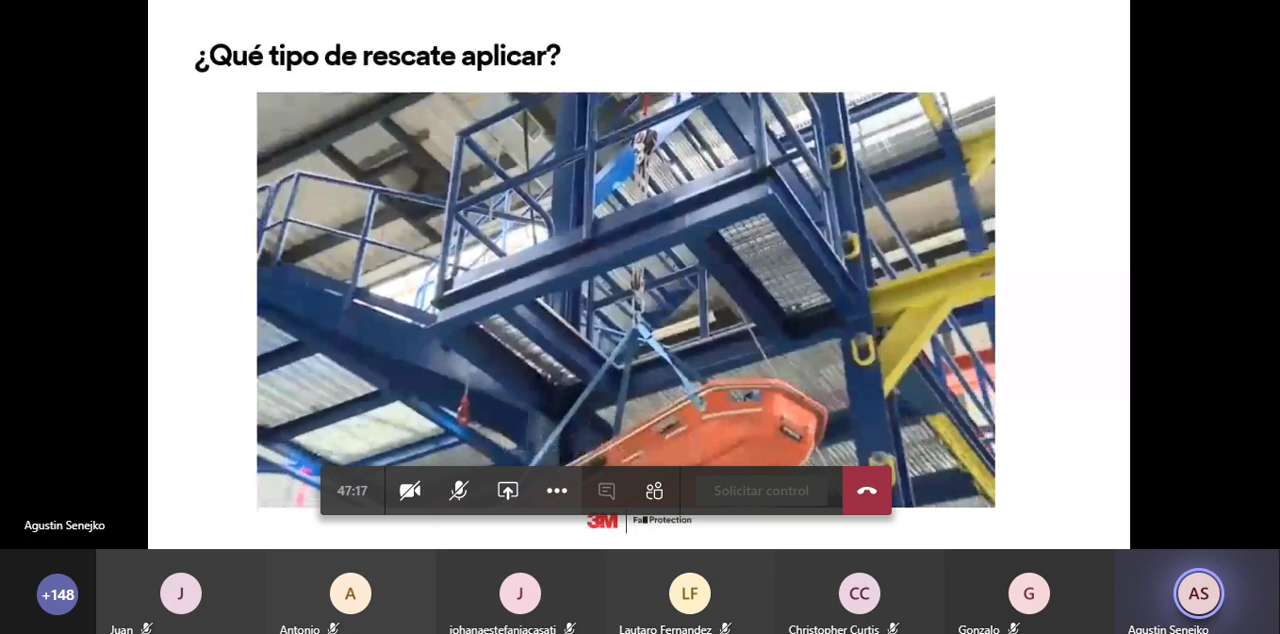 ¿Qué tipo de rescate aplicar?
47:17
Solicitar control
3M
Fall Protection
Agustin Senejko
+148
J
A
J
LF
CC
G
AS
Juan
Antonio
johanaestefaniacasati
Lautaro Fernandez
Christopher Curtis
Gonzalo
Agustin Senejko